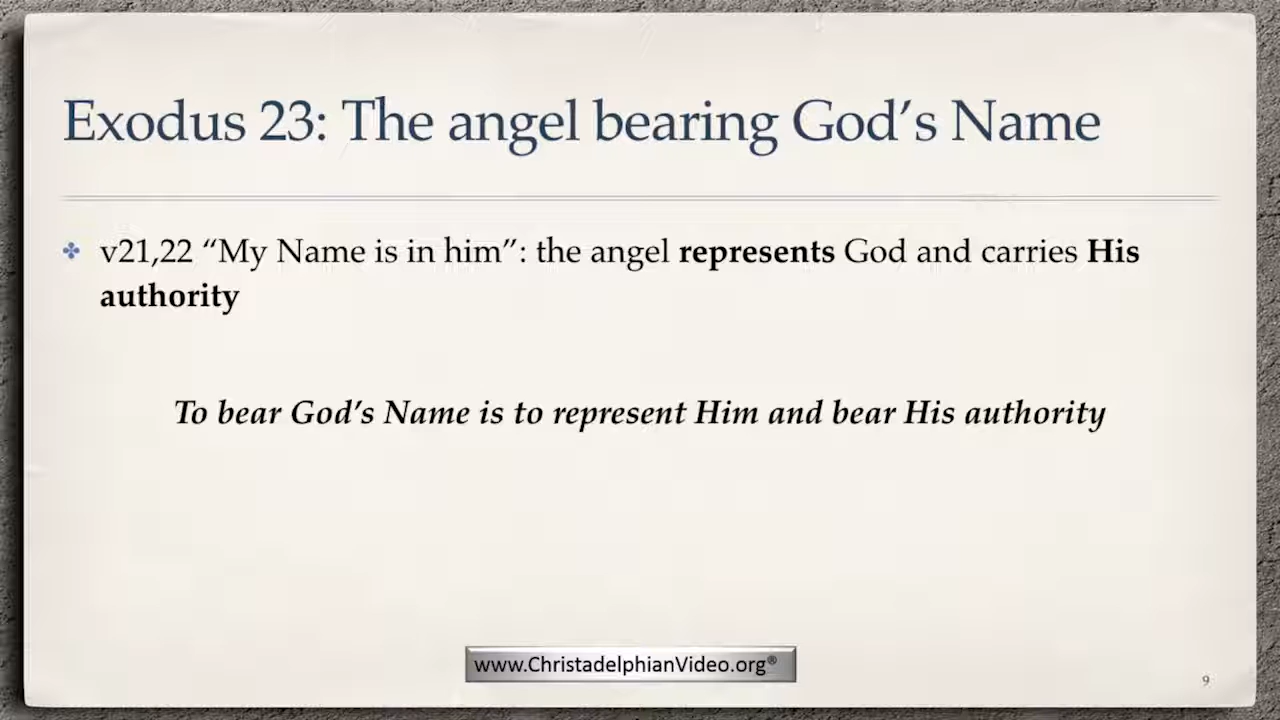 Exodus 23: The angel bearing God’s Name
v21,22 “My Name is in him”: the angel represents God and carries His
authority
To bear God’s Name is to represent Him and bear His authority
www.ChristadelphianVideo.org®
9